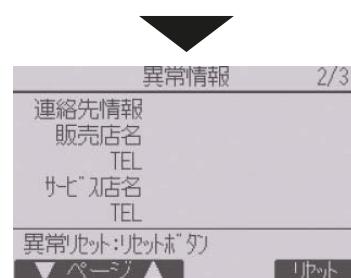 異常情報 2/3
連絡先情報
販売店名
TEL
サービス店名
TEL
異常リセット:リセットボタン
▼ ページ ▲ リセット